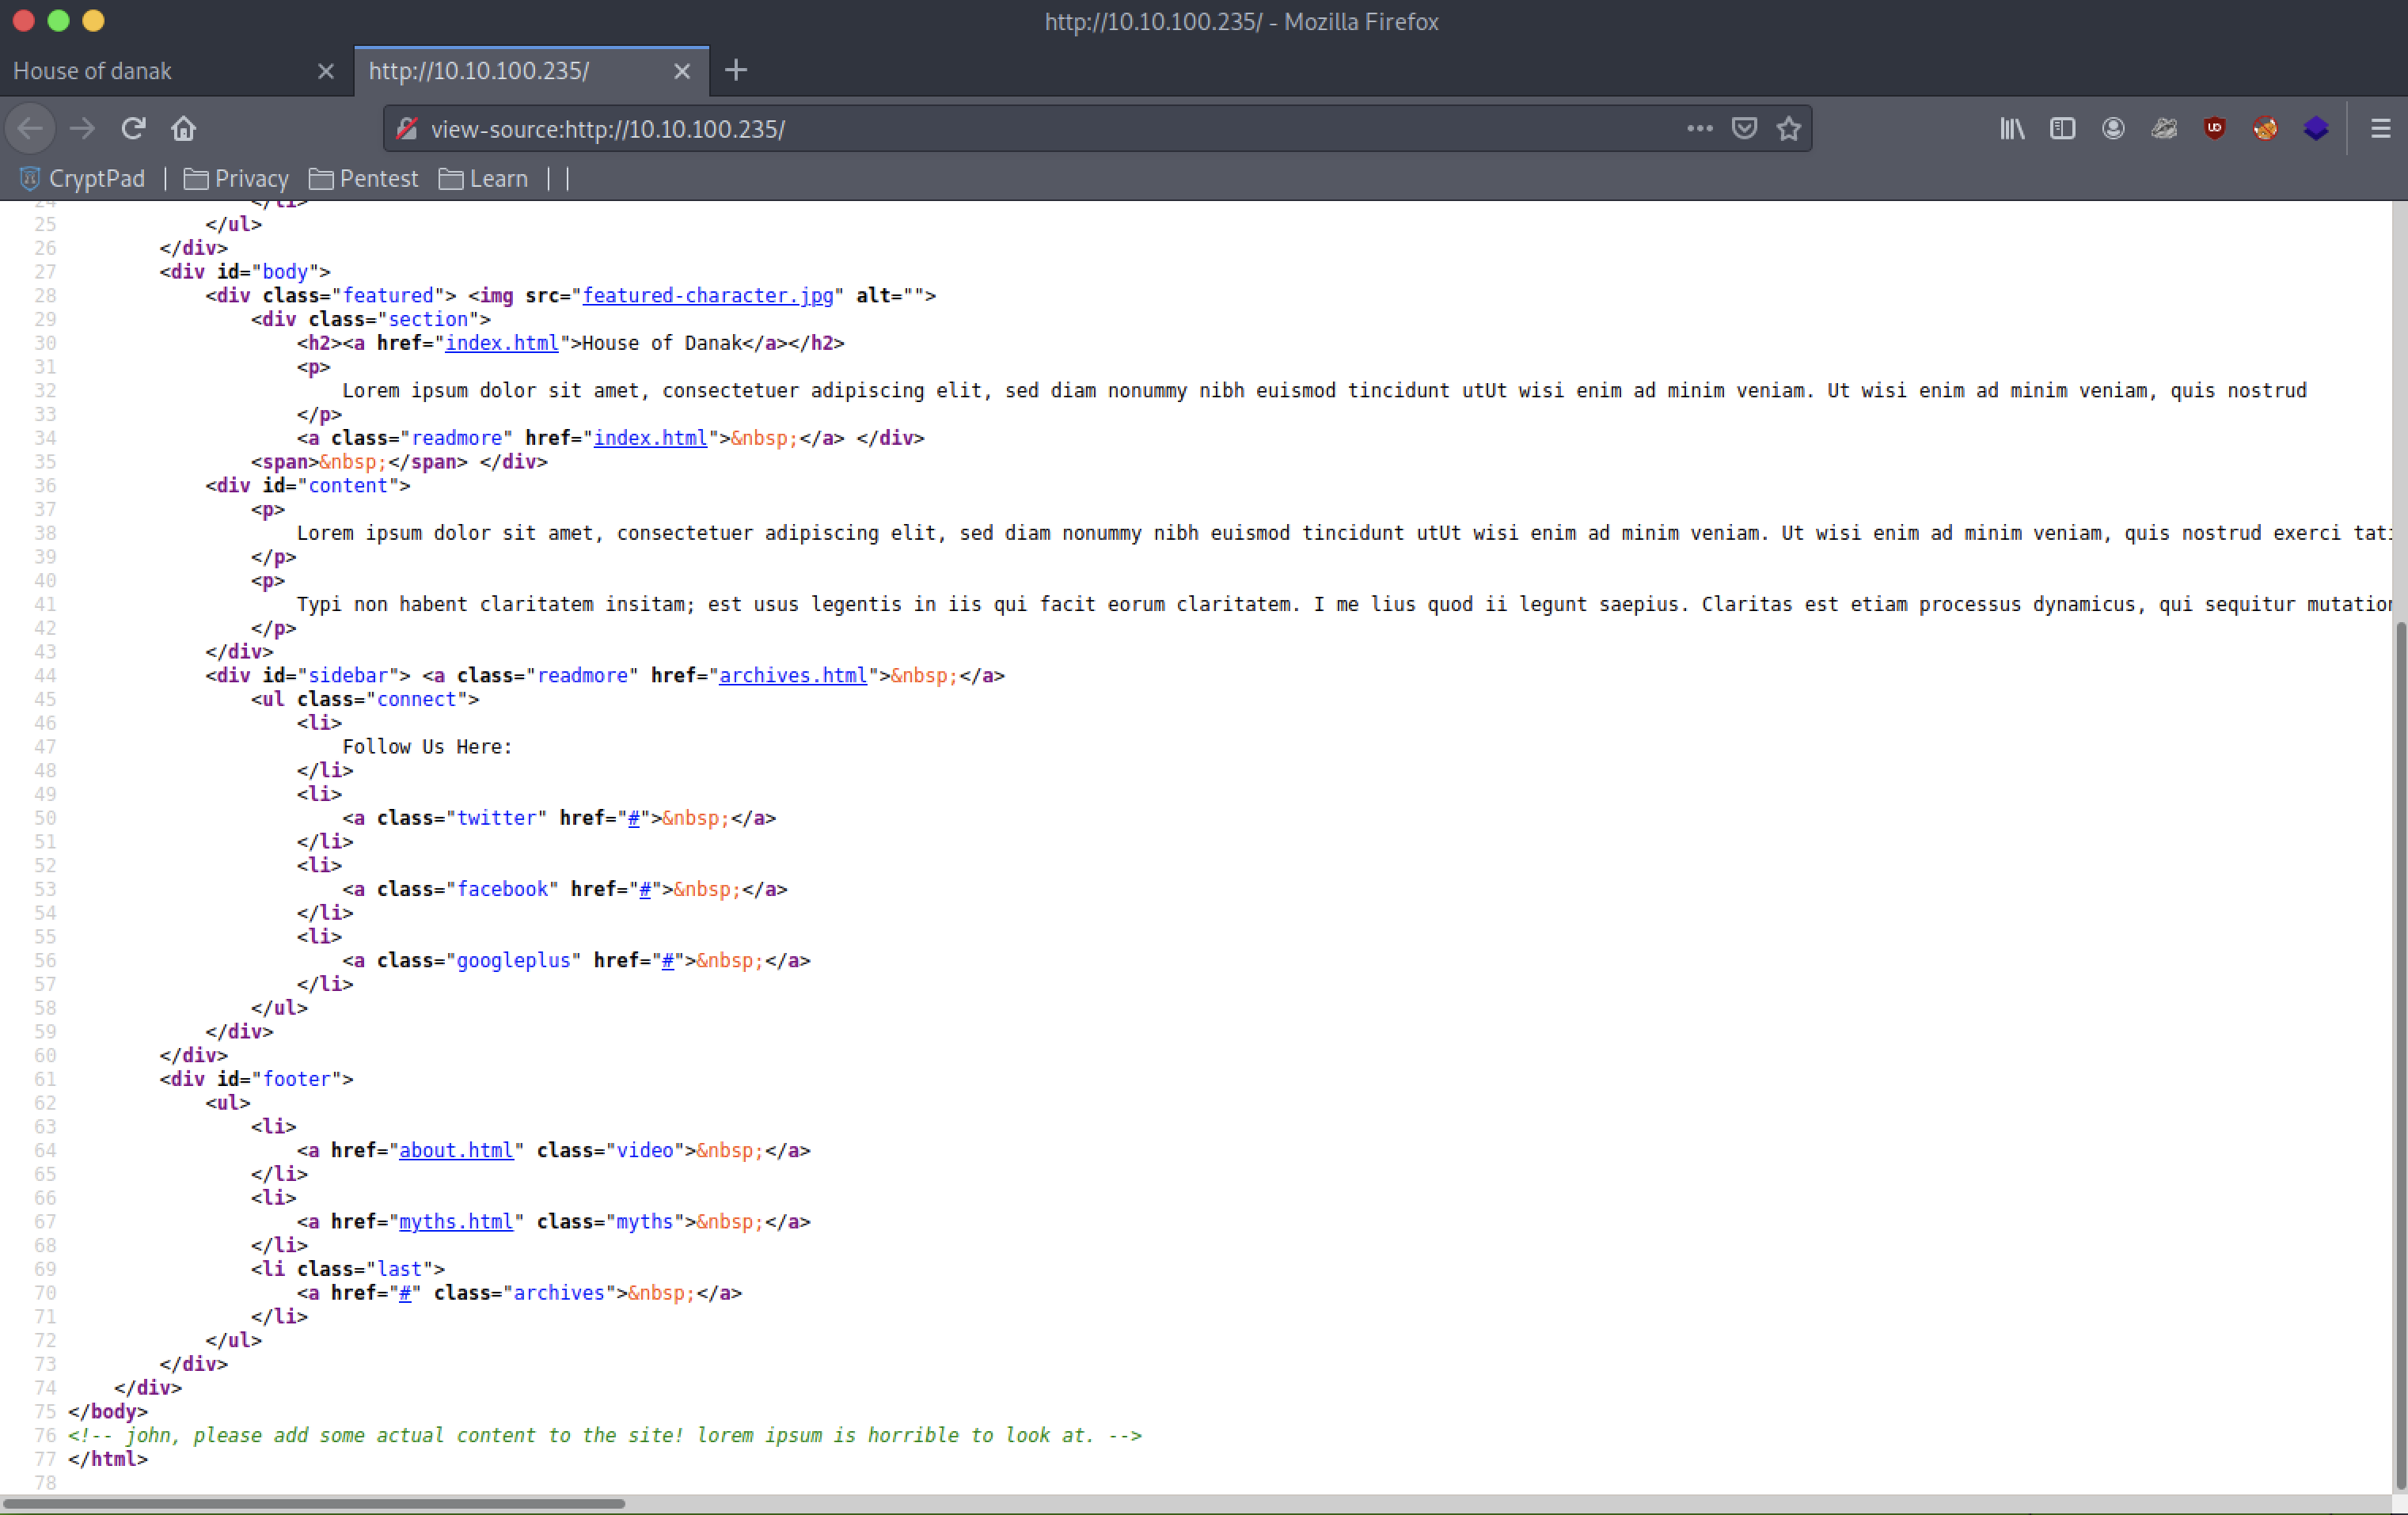 http://10.10.100.235/ - Mozilla Firefox
House of danak
http://10.10.100.235/
view-source:http://10.10.100.235/
CryptPad Privacy Pentest Learn
24 </li>
25 </ul>
26 </div>
27 <div id="body">
28 <div class="featured"> <img src="featured-character.jpg" alt="">
29 <div class="section">
30 <h2><a href="index.html">House of Danak</a></h2>
31 <p>
32 Lorem ipsum dolor sit amet, consectetuer adipiscing elit, sed diam nonummy nibh euismod tincidunt utUt wisi enim ad minim veniam. Ut wisi enim ad minim veniam, quis nostrud
33 </p>
34 <a class="readmore" href="index.html">&nbsp;</a> </div>
35 <span>&nbsp;</span> </div>
36 <div id="content">
37 <p>
38 Lorem ipsum dolor sit amet, consectetuer adipiscing elit, sed diam nonummy nibh euismod tincidunt utUt wisi enim ad minim veniam. Ut wisi enim ad minim veniam, quis nostrud exerci tati
39 </p>
40 <p>
41 Typi non habent claritatem insitam; est usus legentis in iis qui facit eorum claritatem. I me lius quod ii legunt saepius. Claritas est etiam processus dynamicus, qui sequitur mutation
42 </p>
43 </div>
44 <div id="sidebar"> <a class="readmore" href="archives.html">&nbsp;</a>
45 <ul class="connect">
46 <li>
47 Follow Us Here:
48 </li>
49 <li>
50 <a class="twitter" href="#">&nbsp;</a>
51 </li>
52 <li>
53 <a class="facebook" href="#">&nbsp;</a>
54 </li>
55 <li>
56 <a class="googleplus" href="#">&nbsp;</a>
57 </li>
58 </ul>
59 </div>
60 </div>
61 <div id="footer">
62 <ul>
63 <li>
64 <a href="about.html" class="video">&nbsp;</a>
65 </li>
66 <li>
67 <a href="myths.html" class="myths">&nbsp;</a>
68 </li>
69 <li class="last">
70 <a href="#" class="archives">&nbsp;</a>
71 </li>
72 </ul>
73 </div>
74 </div>
75 </body>
76 <!-- john, please add some actual content to the site! lorem ipsum is horrible to look at. -->
77 </html>
78